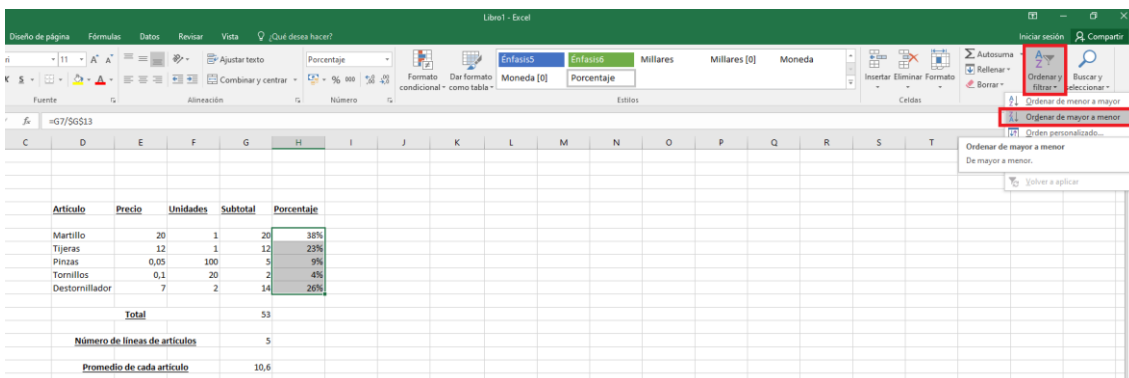 Libro1 - Excel
Diseño de página Fórmulas Datos Revisar Vista ¿Qué desea hacer? Iniciar sesión Compartir
11 Ajustar texto Porcentaje Énfasis5 Énfasis6 Millares Millares [0] Moneda Autosuma
Combinar y centrar % 000 Formato condicional Dar formato como tabla Moneda [0] Porcentaje Insertar Eliminar Formato Rellenar Ordenar y filtrar Buscar y seleccionar
Borrar
Fuente Alineación Número Estilos Celdas
Ordenar de menor a mayor
fx =G7/$G$13
Ordenar de mayor a menor
Orden personalizado...
C D E F G H I J K L M N O P Q R S T
Ordenar de mayor a menor
De mayor a menor.
Volver a aplicar
Artículo Precio Unidades Subtotal Porcentaje
Martillo 20 1 20 38%
Tijeras 12 1 12 23%
Pinzas 0,05 100 5 9%
Tornillos 0,1 20 2 4%
Destornillador 7 2 14 26%
Total 53
Número de líneas de artículos 5
Promedio de cada artículo 10,6